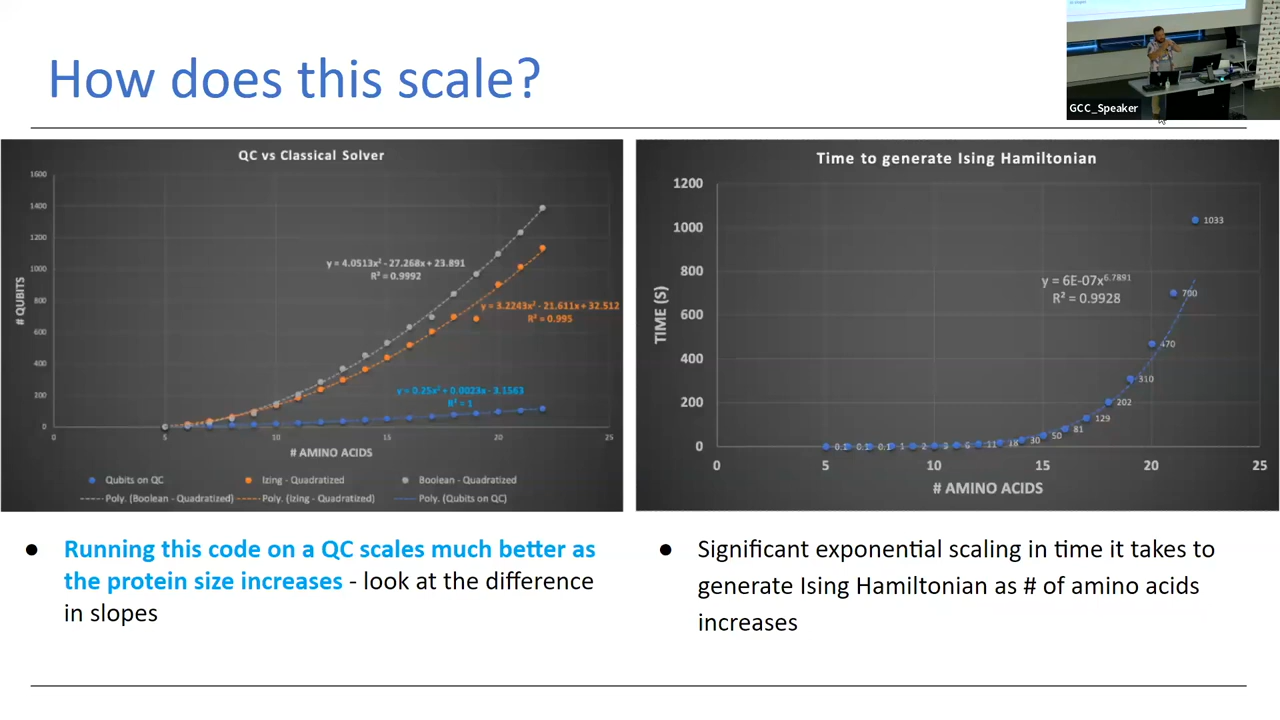 How does this scale?
GCC_Speaker
QC vs Classical Solver
1600
1400
1200
1000
800
600
400
200
0
# QUBITS
y = 4.0513x² - 27.268x + 23.891
R² = 0.9992
y = 3.2243x² - 21.611x + 32.512
R² = 0.995
y = 0.25x² + 0.0023x - 3.1563
R² = 1
0
5
10
15
20
25
# AMINO ACIDS
Qubits on QC
Izing - Quadratized
Boolean - Quadratized
Poly. (Boolean - Quadratized)
Poly. (Izing - Quadratized)
Poly. (Qubits on QC)
Time to generate Ising Hamiltonian
1200
1000
800
600
400
200
0
TIME (S)
y = 6E-07x^6.7891
R² = 0.9928
1033
700
470
310
202
129
81
50
30
18
11
6
3
2
1
0.1
0
5
10
15
20
25
# AMINO ACIDS
● Running this code on a QC scales much better as
the protein size increases - look at the difference
in slopes
● Significant exponential scaling in time it takes to
generate Ising Hamiltonian as # of amino acids
increases